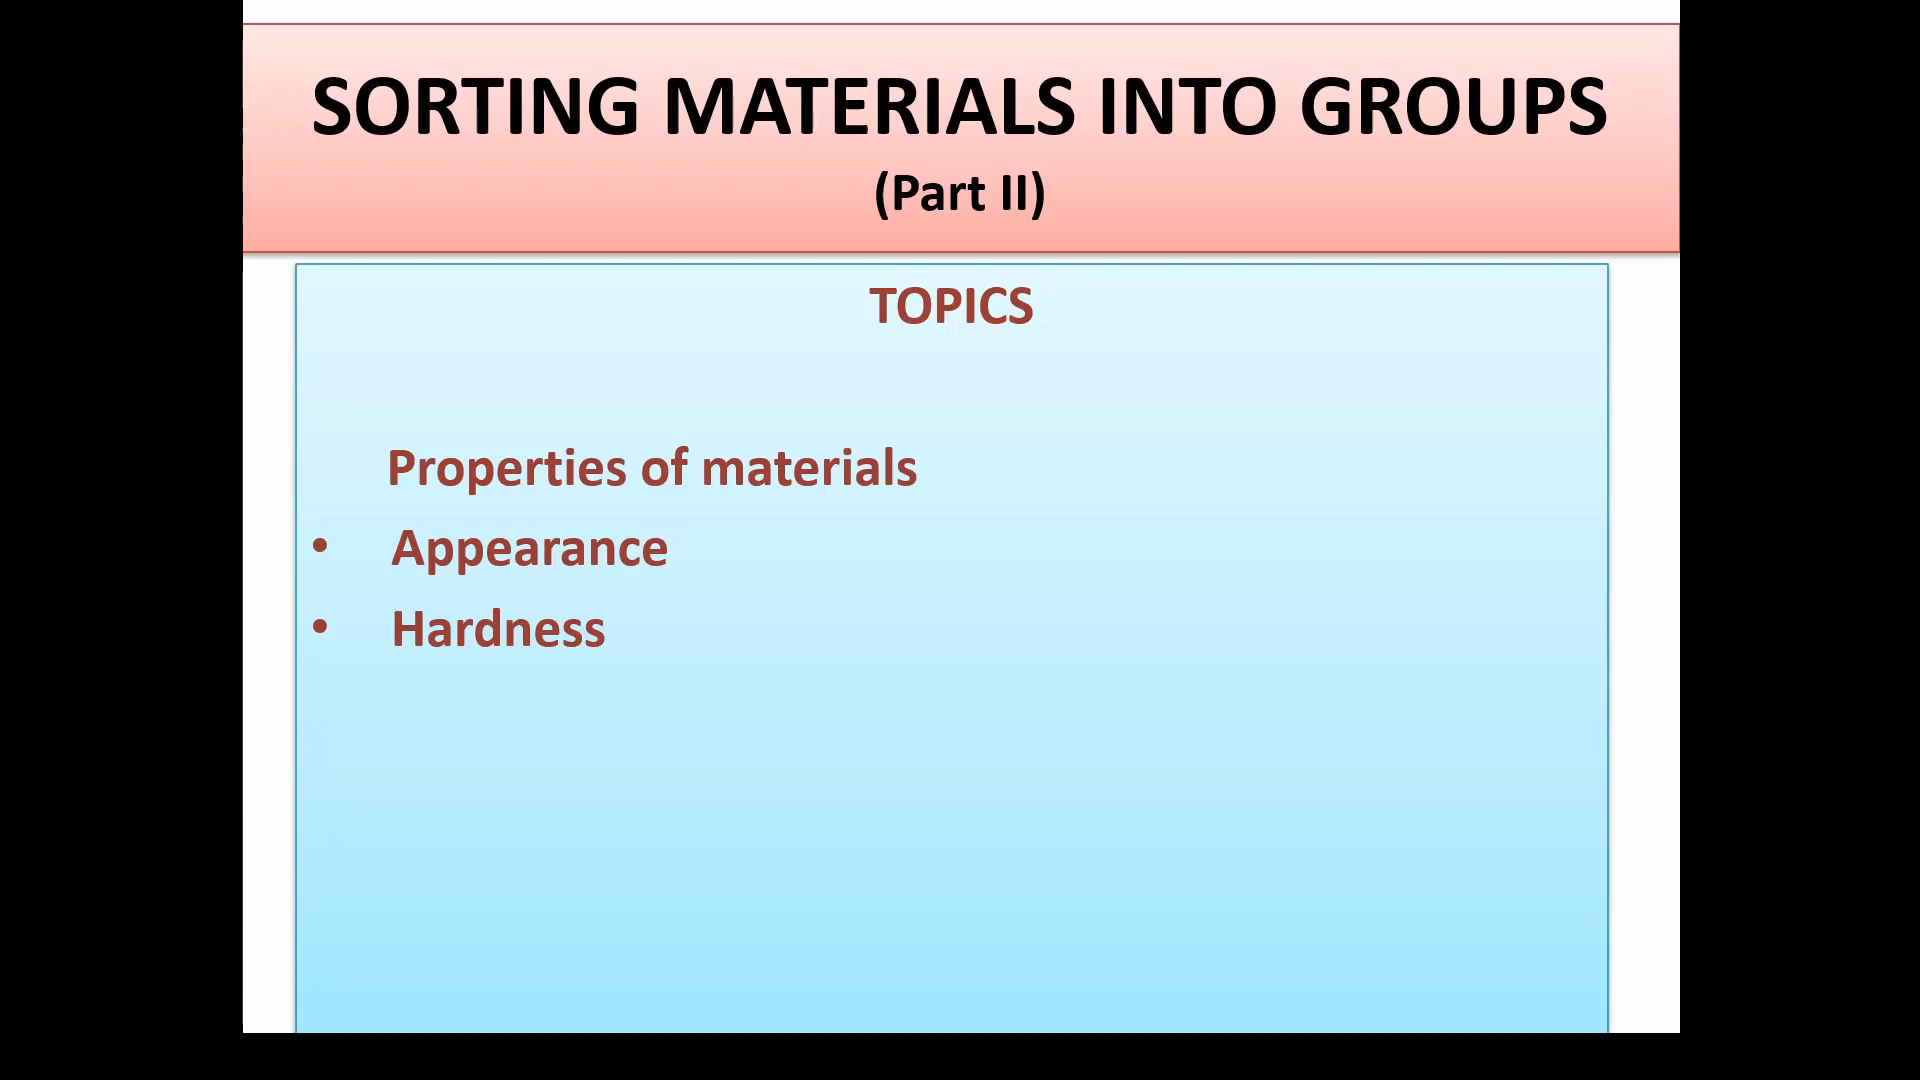 SORTING MATERIALS INTO GROUPS
(Part II)
TOPICS
Properties of materials
• Appearance
• Hardness